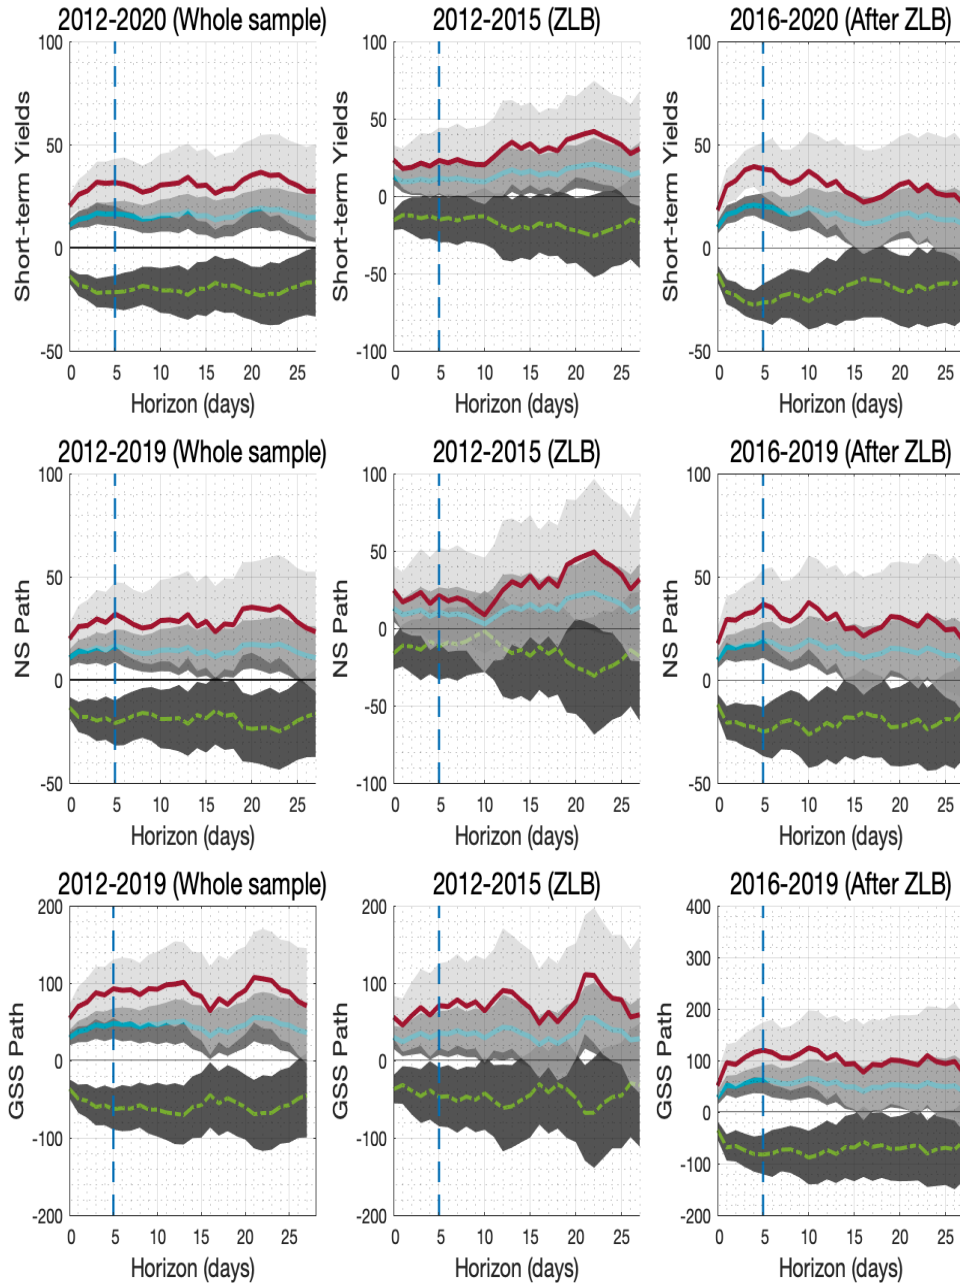 2012-2020 (Whole sample)
2012-2015 (ZLB)
2016-2020 (After ZLB)
Short-term Yields
100
50
0
-50
0 5 10 15 20 25
Horizon (days)
Short-term Yields
100
50
0
-50
-100
0 5 10 15 20 25
Horizon (days)
Short-term Yields
100
50
0
-50
0 5 10 15 20 25
Horizon (days)
2012-2019 (Whole sample)
2012-2015 (ZLB)
2016-2019 (After ZLB)
NS Path
100
50
0
-50
0 5 10 15 20 25
Horizon (days)
NS Path
100
50
0
-50
-100
0 5 10 15 20 25
Horizon (days)
NS Path
100
50
0
-50
0 5 10 15 20 25
Horizon (days)
2012-2019 (Whole sample)
2012-2015 (ZLB)
2016-2019 (After ZLB)
GSS Path
200
100
0
-100
-200
0 5 10 15 20 25
Horizon (days)
GSS Path
200
100
0
-100
-200
0 5 10 15 20 25
Horizon (days)
GSS Path
400
300
200
100
0
-100
-200
0 5 10 15 20 25
Horizon (days)